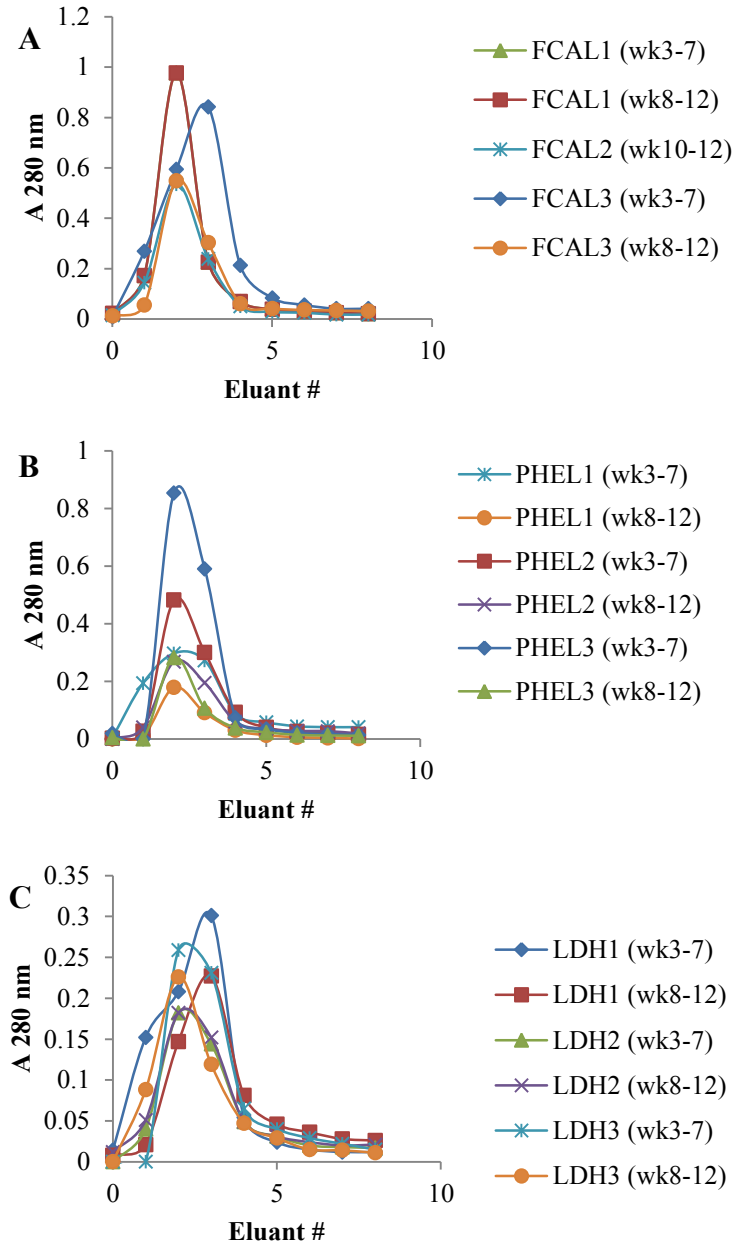 A
1.2
1
0.8
0.6
0.4
0.2
0
0
5
10
A 280 nm
Eluant #
FCAL1 (wk3-7)
FCAL1 (wk8-12)
FCAL2 (wk10-12)
FCAL3 (wk3-7)
FCAL3 (wk8-12)
B
1
0.8
0.6
0.4
0.2
0
0
5
10
A 280 nm
Eluant #
PHEL1 (wk3-7)
PHEL1 (wk8-12)
PHEL2 (wk3-7)
PHEL2 (wk8-12)
PHEL3 (wk3-7)
PHEL3 (wk8-12)
C
0.35
0.3
0.25
0.2
0.15
0.1
0.05
0
0
5
10
A 280 nm
Eluant #
LDH1 (wk3-7)
LDH1 (wk8-12)
LDH2 (wk3-7)
LDH2 (wk8-12)
LDH3 (wk3-7)
LDH3 (wk8-12)